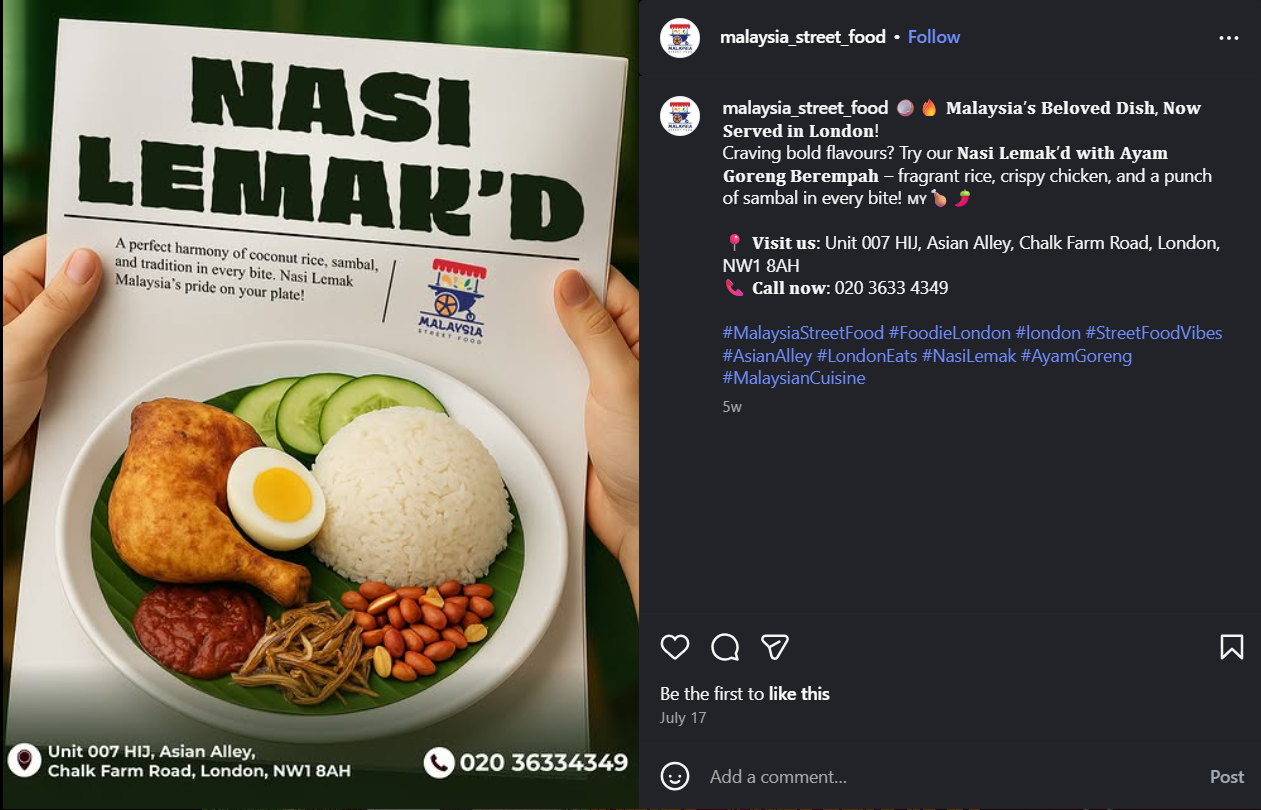 NASI
LEMAK'D
A perfect harmony of coconut rice, sambal,
and tradition in every bite. Nasi Lemak
Malaysia's pride on your plate!
MALAYSIA
STREET FOOD
Unit 007 HIJ, Asian Alley,
Chalk Farm Road, London, NW1 8AH
020 36334349
malaysia_street_food • Follow
malaysia_street_food 🍚 🔥 Malaysia's Beloved Dish, Now
Served in London!
Craving bold flavours? Try our Nasi Lemak'd with Ayam
Goreng Berempah – fragrant rice, crispy chicken, and a punch
of sambal in every bite! MY 🍗 🌶️
📍 Visit us: Unit 007 HIJ, Asian Alley, Chalk Farm Road, London,
NW1 8AH
📞 Call now: 020 3633 4349
#MalaysiaStreetFood #FoodieLondon #london #StreetFoodVibes
#AsianAlley #LondonEats #NasiLemak #AyamGoreng
#MalaysianCuisine
5w
Be the first to like this
July 17
Add a comment...
Post